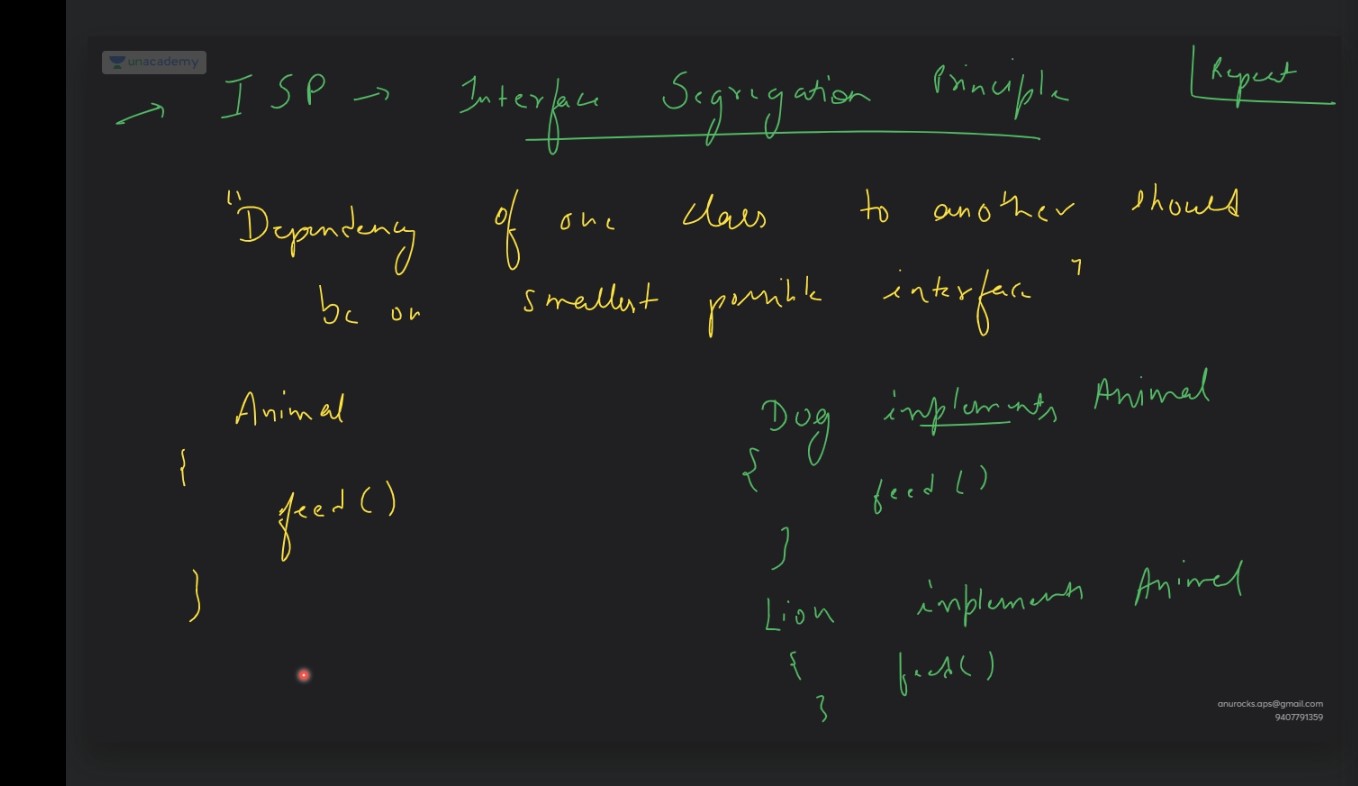 unacademy
→ ISP → Interface Segregation Principle
Repeat
"Dependency of one class to another should
be on smallest possible interface"
Animal
{
feed()
}
Dog implements Animal
{
feed()
}
Lion implements Animal
{ feed()
}
anurocks.aps@gmail.com
9407791359